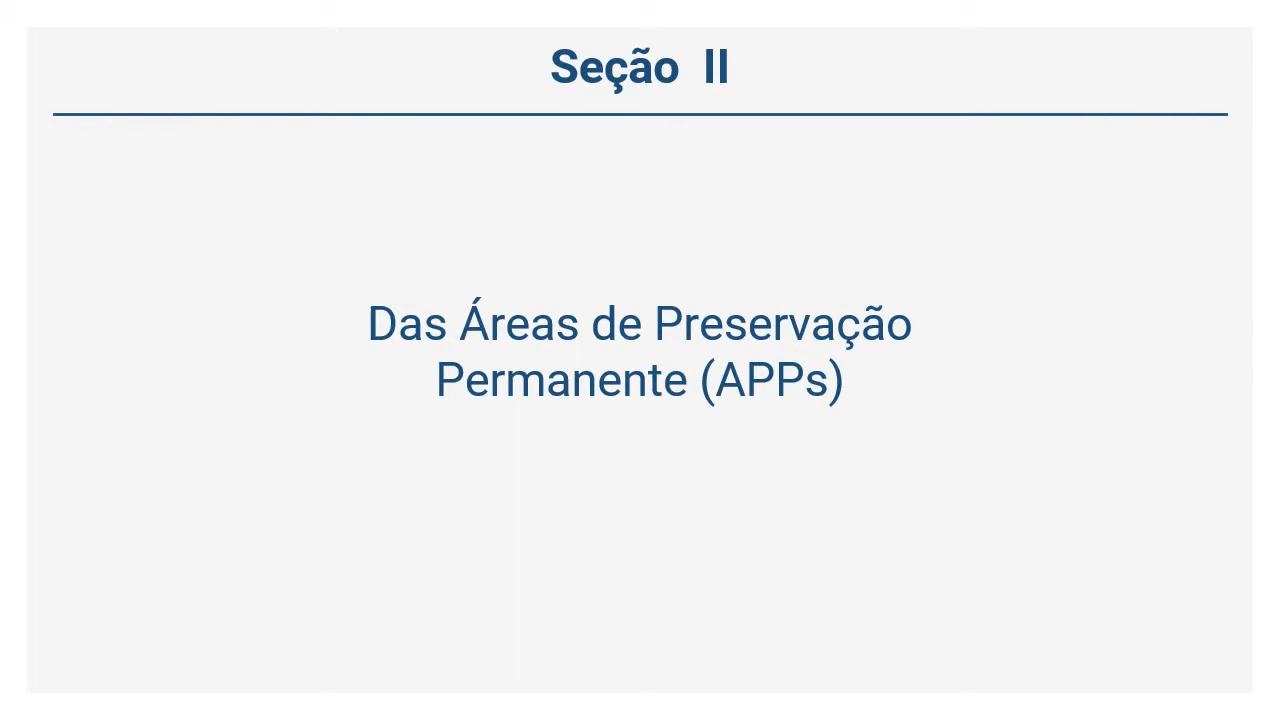 Seção II
Das Áreas de Preservação
Permanente (APPs)